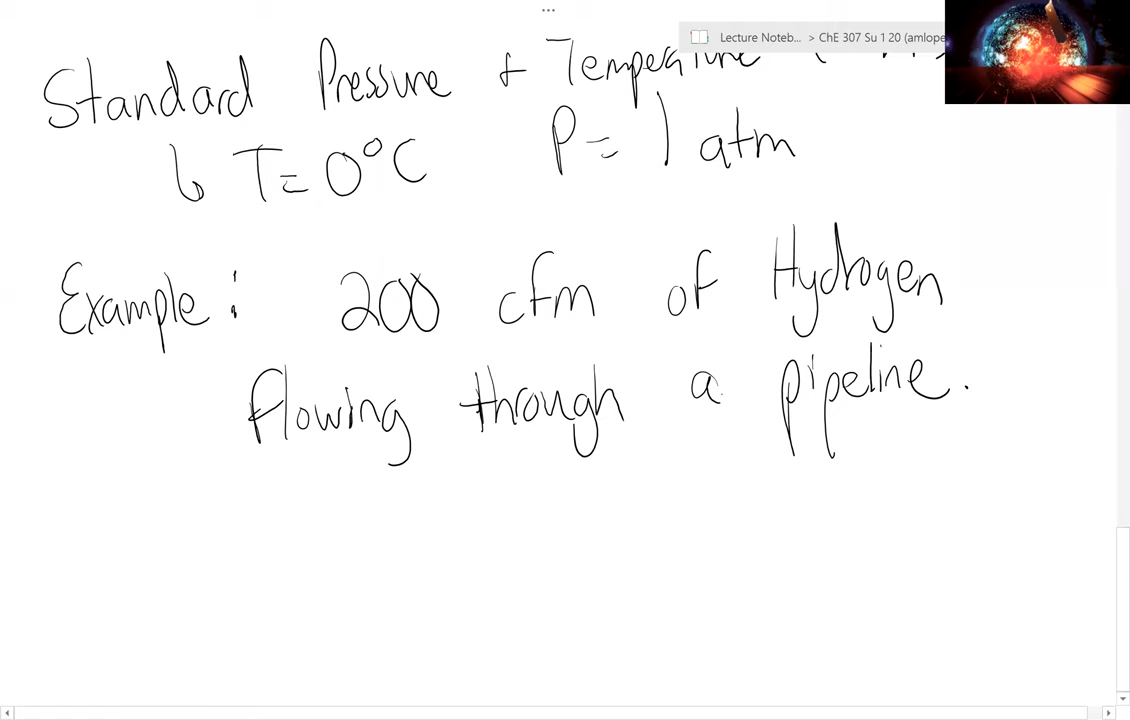 Lecture Noteb... > ChE 307 Su 1 20 (amlope
Standard Pressure + Temperature
↳ T = 0°C P = 1 atm
Example: 200 cfm of Hydrogen
flowing through a pipeline.